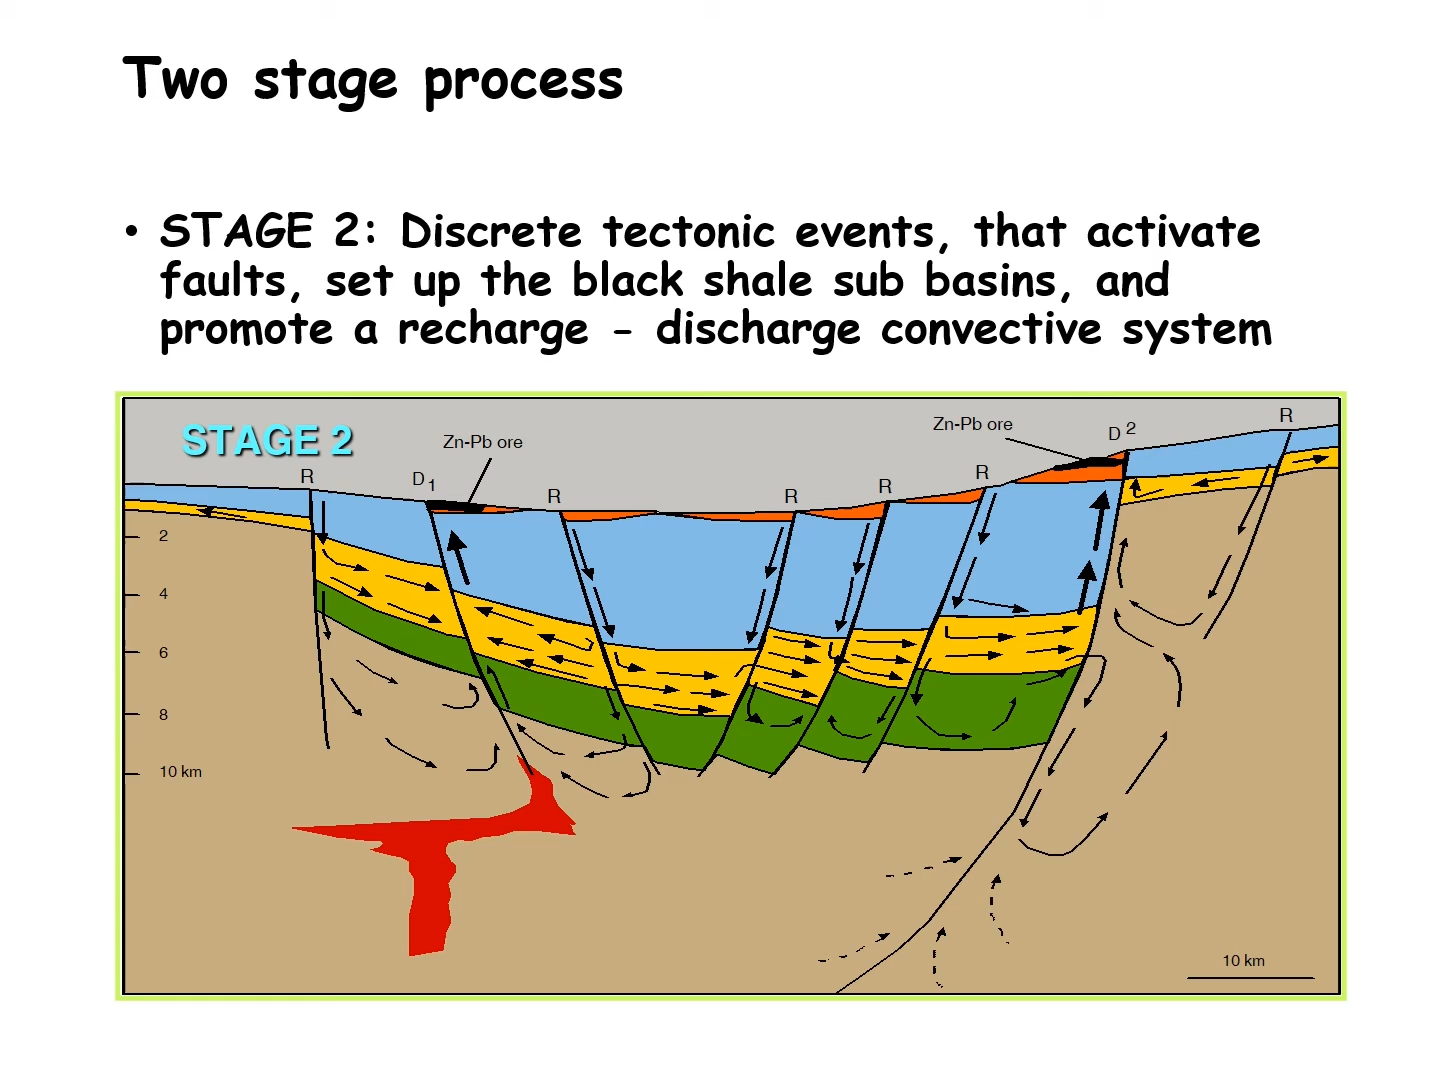 Two stage process
• STAGE 2: Discrete tectonic events, that activate
faults, set up the black shale sub basins, and
promote a recharge - discharge convective system
STAGE 2
Zn-Pb ore
Zn-Pb ore
R
D 1
R
R
R
R
D 2
R
2
4
6
8
10 km
10 km